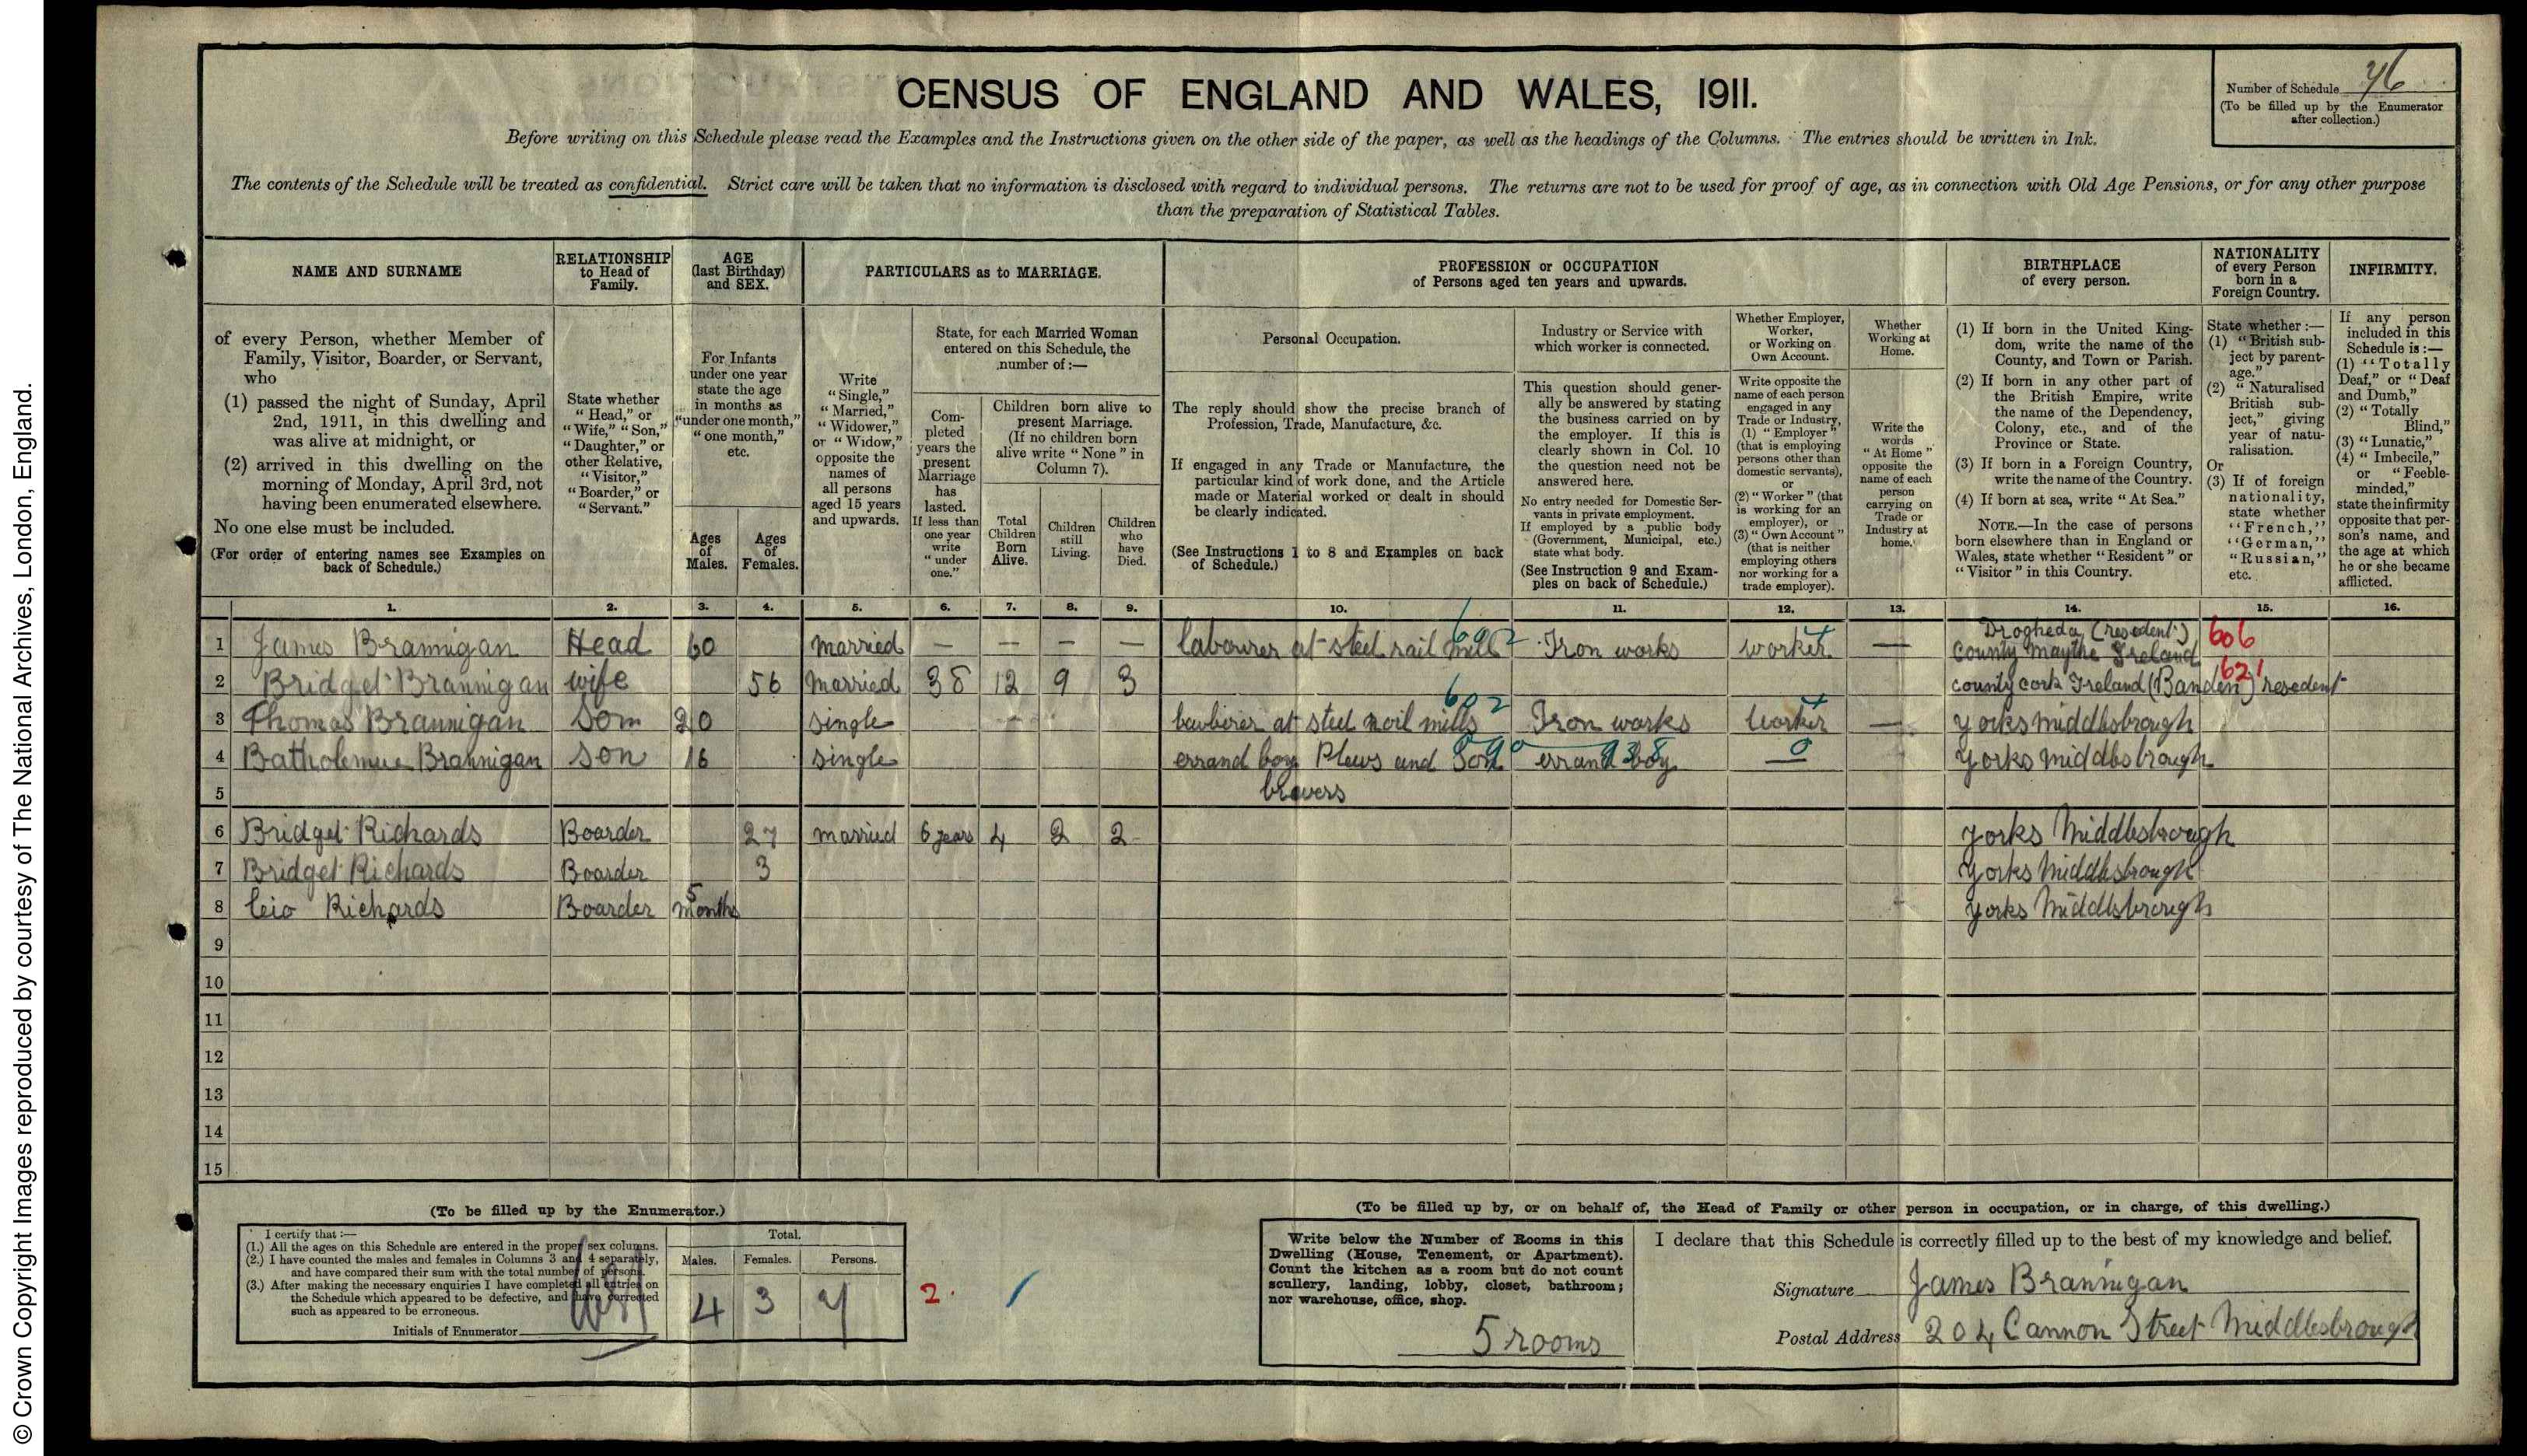 CENSUS OF ENGLAND AND WALES, 1911.
Number of Schedule 76
(To be filled up by the Enumerator
after collection.)
Before writing on this Schedule please read the Examples and the Instructions given on the other side of the paper, as well as the headings of the Columns. The entries should be written in Ink.
The contents of the Schedule will be treated as confidential. Strict care will be taken that no information is disclosed with regard to individual persons. The returns are not to be used for proof of age, as in connection with Old Age Pensions, or for any other purpose
than the preparation of Statistical Tables.
NAME AND SURNAME
of every Person, whether Member of
Family, Visitor, Boarder, or Servant,
who
(1) passed the night of Sunday, April
2nd, 1911, in this dwelling and
was alive at midnight, or
(2) arrived in this dwelling on the
morning of Monday, April 3rd, not
having been enumerated elsewhere.
No one else must be included.
(For order of entering names see Examples on
back of Schedule.)
RELATIONSHIP
to Head of
Family.
State whether
"Head," or
"Wife," "Son,"
"Daughter," or
other Relative,
"Visitor,"
"Boarder," or
"Servant."
AGE
(last Birthday)
and SEX.
For Infants
under one year
state the age
in months as
"under one month,"
"one month,"
etc.
Ages
of
Males.
Ages
of
Females.
PARTICULARS as to MARRIAGE.
Write
"Single,"
"Married,"
"Widower,"
or "Widow,"
opposite the
names of
all persons
aged 15 years
and upwards.
State, for each Married Woman
entered on this Schedule, the
number of :—
Com-
pleted
years the
present
Marriage
has
lasted.
If less than
one year
write
"under
one."
Children born alive to
present Marriage.
(If no children born
alive write "None" in
Column 7).
Total
Children
Born
Alive.
Children
still
Living.
Children
who
have
Died.
PROFESSION or OCCUPATION
of Persons aged ten years and upwards.
Personal Occupation.
The reply should show the precise branch of
Profession, Trade, Manufacture, &c.
If engaged in any Trade or Manufacture, the
particular kind of work done, and the Article
made or Material worked or dealt in should
be clearly indicated.
(See Instructions 1 to 8 and Examples on back
of Schedule.)
Industry or Service with
which worker is connected.
This question should gener-
ally be answered by stating
the business carried on by
the employer. If this is
clearly shown in Col. 10
the question need not be
answered here.
No entry needed for Domestic Ser-
vants in private employment.
If employed by a public body
(Government, Municipal, etc.)
state what body.
(See Instruction 9 and Exam-
ples on back of Schedule.)
Whether Employer,
Worker,
or Working on
Own Account.
Write opposite the
name of each person
engaged in any
Trade or Industry,
(1) "Employer"
(that is employing
persons other than
domestic servants),
or
(2) "Worker" (that
is working for an
employer), or
(3) "Own Account"
(that is neither
employing others
nor working for a
trade employer).
Whether
Working at
Home.
Write the
words
"At Home"
opposite the
name of each
person
carrying on
Trade or
Industry at
home.
BIRTHPLACE
of every person.
(1) If born in the United King-
dom, write the name of the
County, and Town or Parish.
(2) If born in any other part of
the British Empire, write
the name of the Dependency,
Colony, etc., and of the
Province or State.
(3) If born in a Foreign Country,
write the name of the Country.
(4) If born at sea, write "At Sea."
NOTE.—In the case of persons
born elsewhere than in England or
Wales, state whether "Resident" or
"Visitor" in this Country.
NATIONALITY
of every Person
born in a
Foreign Country.
State whether :—
(1) "British sub-
ject by parent-
age."
(2) "Naturalised
British sub-
ject," giving
year of natu-
ralisation.
Or
(3) If of foreign
nationality,
state whether
"French,"
"German,"
"Russian,"
etc.
INFIRMITY.
If any person
included in this
Schedule is :—
(1) "Totally
Deaf," or "Deaf
and Dumb,"
(2) "Totally
Blind,"
(3) "Lunatic,"
(4) "Imbecile,"
or "Feeble-
minded,"
state the infirmity
opposite that per-
son's name, and
the age at which
he or she became
afflicted.
1. 2. 3. 4. 5. 6. 7. 8. 9. 10. 11. 12. 13. 14. 15. 16.
1 James Brannigan Head 60 married — — — — labourer at steel rail mill 602 Iron works worker — Drogheda (resedent) County Maythe Ireland 606
2 Bridget Brannigan wife 56 Married 38 12 9 3 county cork Ireland (Banden) resedent 621
3 Thomas Brannigan Son 20 single at steel mills 602 Iron works Worker — Yorks Middlesbrough
4 Batholemue Brannigan son 16 single errand boy Plews and Son errand boy 0 Yorks Middlesbrough
5
6 Bridget Richards Boarder 27 married 6 years 4 2 2 Yorks Middlesbrough
7 Bridget Richards Boarder 3 Yorks Middlesbrough
8 Richards Boarder 5 months Yorks Middlesbrough
9
10
11
12
13
14
15
(To be filled up by the Enumerator.)
I certify that :—
(1.) All the ages on this Schedule are entered in the proper sex columns.
(2.) I have counted the males and females in Columns 3 and 4 separately,
and have compared their sum with the total number of persons.
(3.) After making the necessary enquiries I have completed all entries on
the Schedule which appeared to be defective, and have corrected
such as appeared to be erroneous.
Initials of Enumerator
Total.
Males. Females. Persons.
4 3 7
2.
(To be filled up by, or on behalf of, the Head of Family or other person in occupation, or in charge, of this dwelling.)
Write below the Number of Rooms in this
Dwelling (House, Tenement, or Apartment).
Count the kitchen as a room but do not count
scullery, landing, lobby, closet, bathroom;
nor warehouse, office, shop.
5 rooms
I declare that this Schedule is correctly filled up to the best of my knowledge and belief.
Signature James Brannigan
Postal Address 204 Cannon Street Middlesbrough
© Crown Copyright Images reproduced by courtesy of The National Archives, London, England.